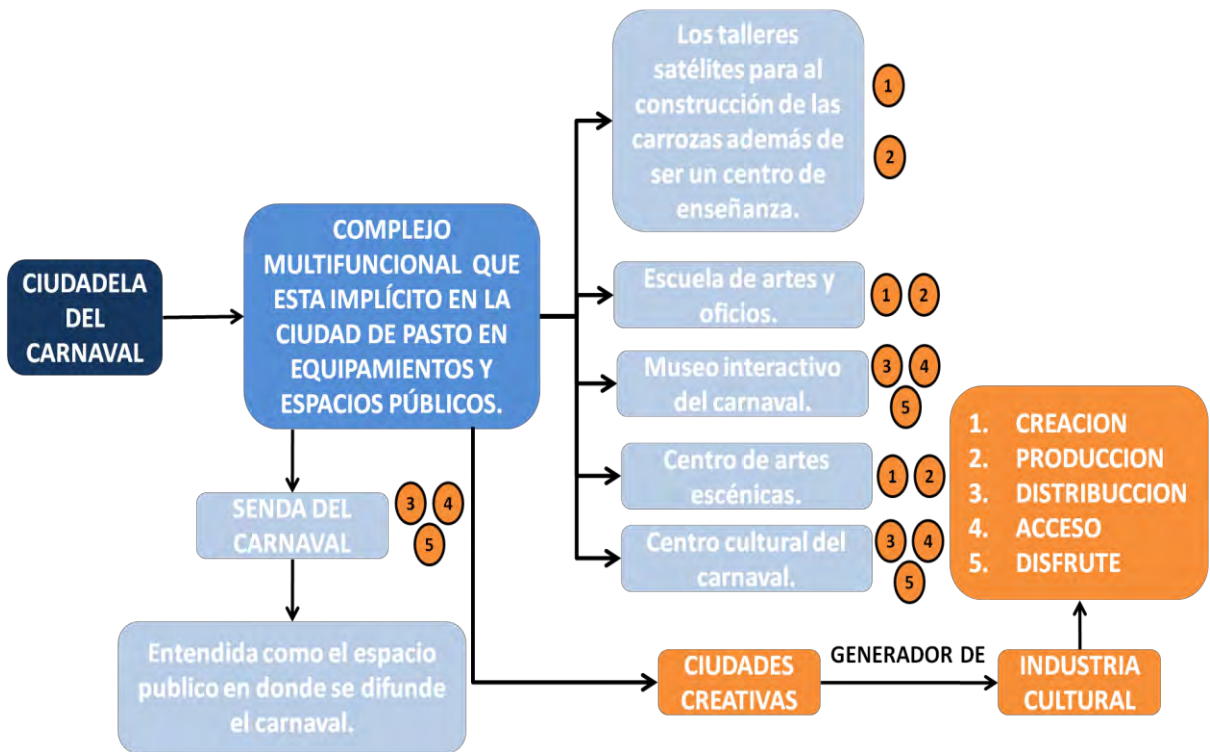 CIUDADELA
DEL
CARNAVAL
COMPLEJO
MULTIFUNCIONAL QUE
ESTA IMPLÍCITO EN LA
CIUDAD DE PASTO EN
EQUIPAMIENTOS Y
ESPACIOS PÚBLICOS.
Los talleres
satélites para al
construcción de las
carrozas además de
ser un centro de
enseñanza.
1
2
Escuela de artes y
oficios.
1 2
Museo interactivo
del carnaval.
3 4
5
Centro de artes
escénicas.
1 2
Centro cultural del
carnaval.
3 4
5
SENDA DEL
CARNAVAL
3 4
5
Entendida como el espacio
publico en donde se difunde
el carnaval.
CIUDADES
CREATIVAS
GENERADOR DE
INDUSTRIA
CULTURAL
1. CREACION
2. PRODUCCION
3. DISTRIBUCCION
4. ACCESO
5. DISFRUTE